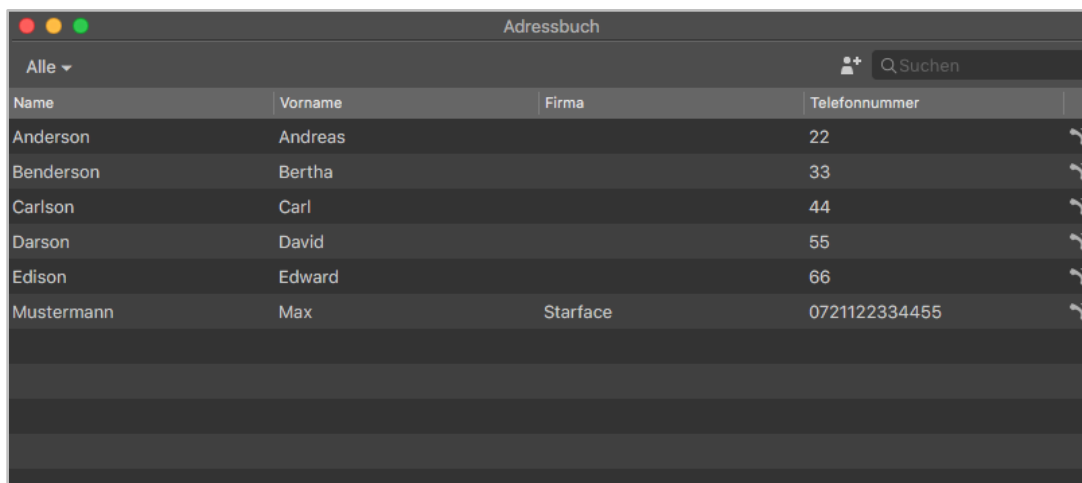 Adressbuch
Alle Suchen
Name Vorname Firma Telefonnummer
Anderson Andreas 22
Benderson Bertha 33
Carlson Carl 44
Darson David 55
Edison Edward 66
Mustermann Max Starface 0721122334455